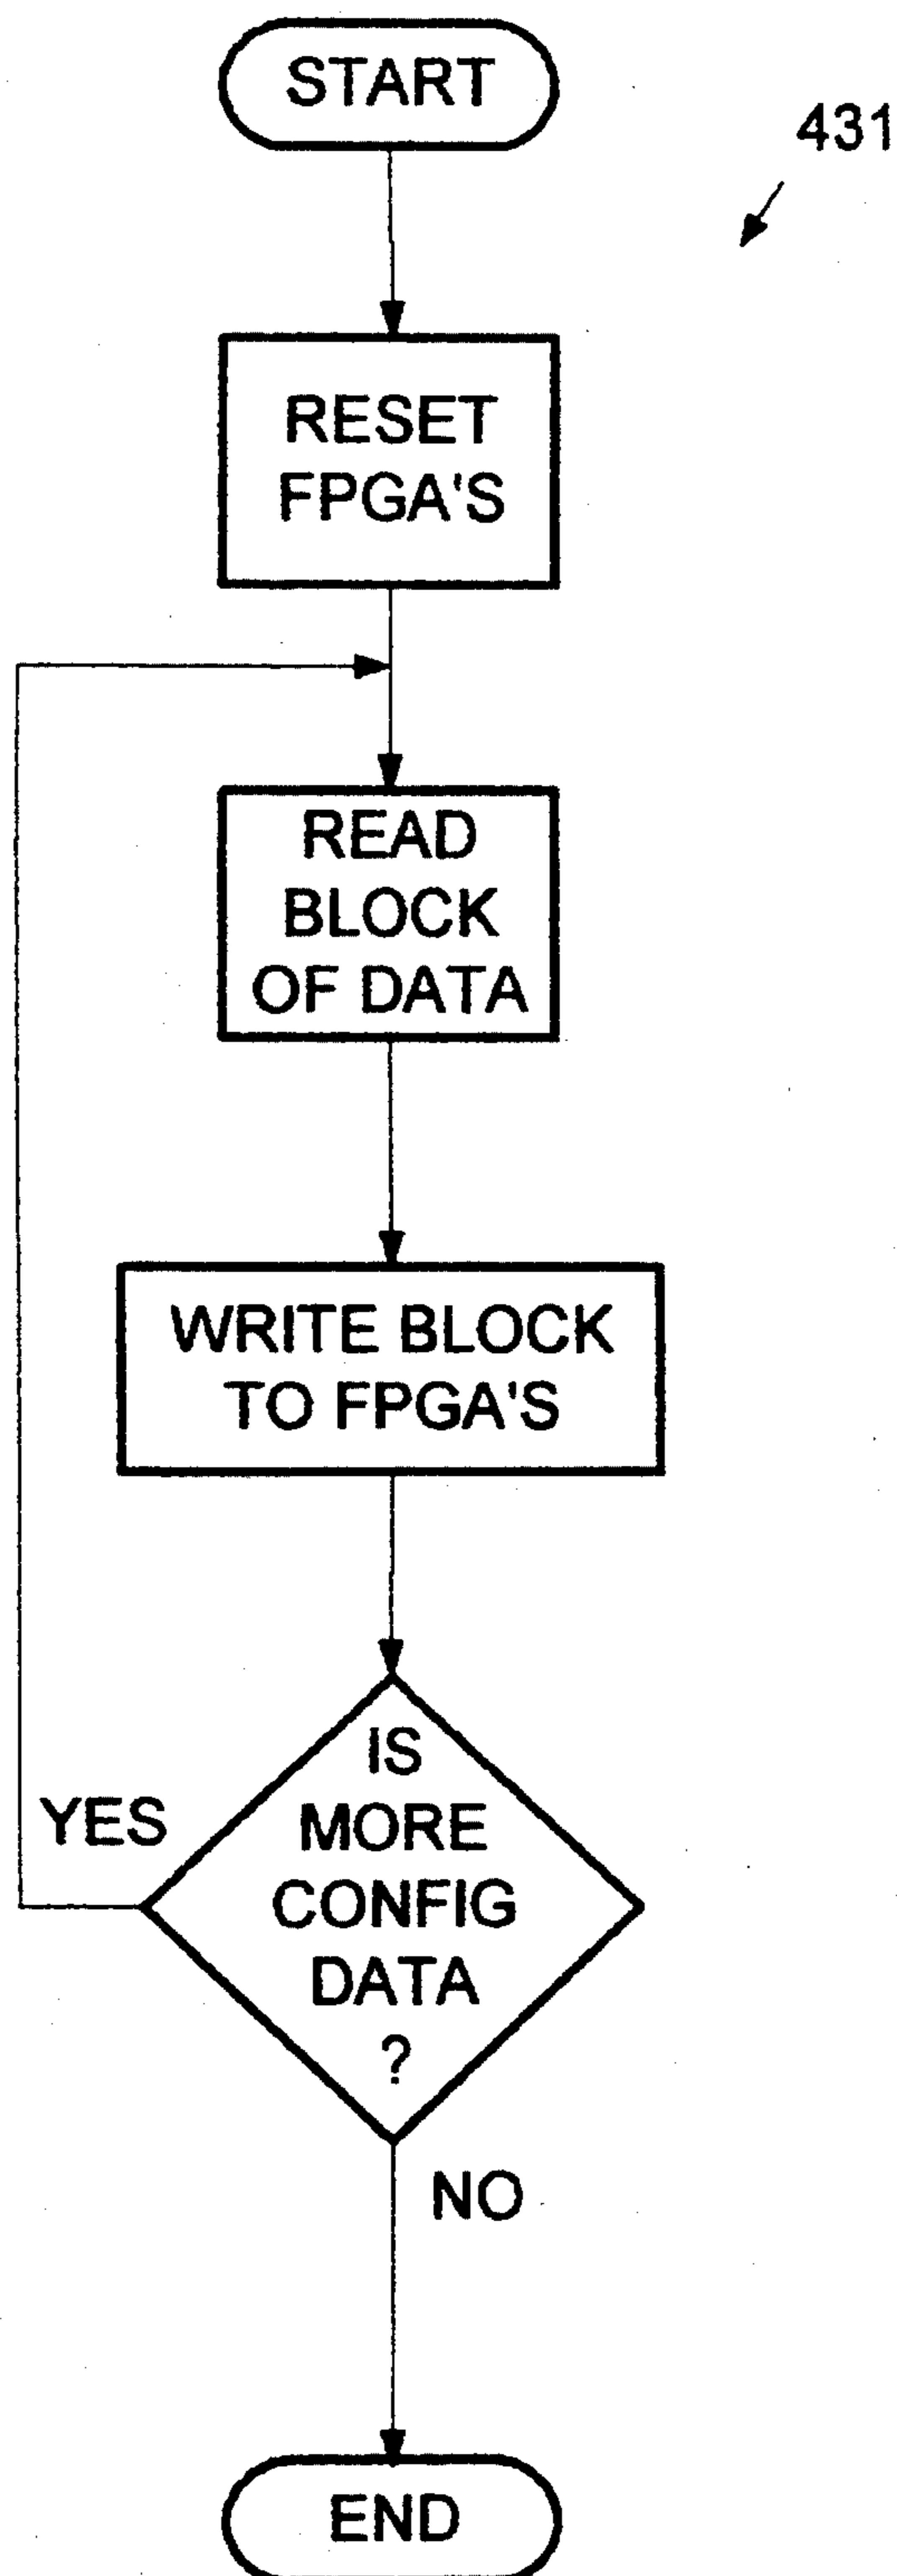 START
431
RESET
FPGA'S
READ
BLOCK
OF DATA
WRITE BLOCK
TO FPGA'S
IS
MORE
CONFIG
DATA
?
YES
NO
END